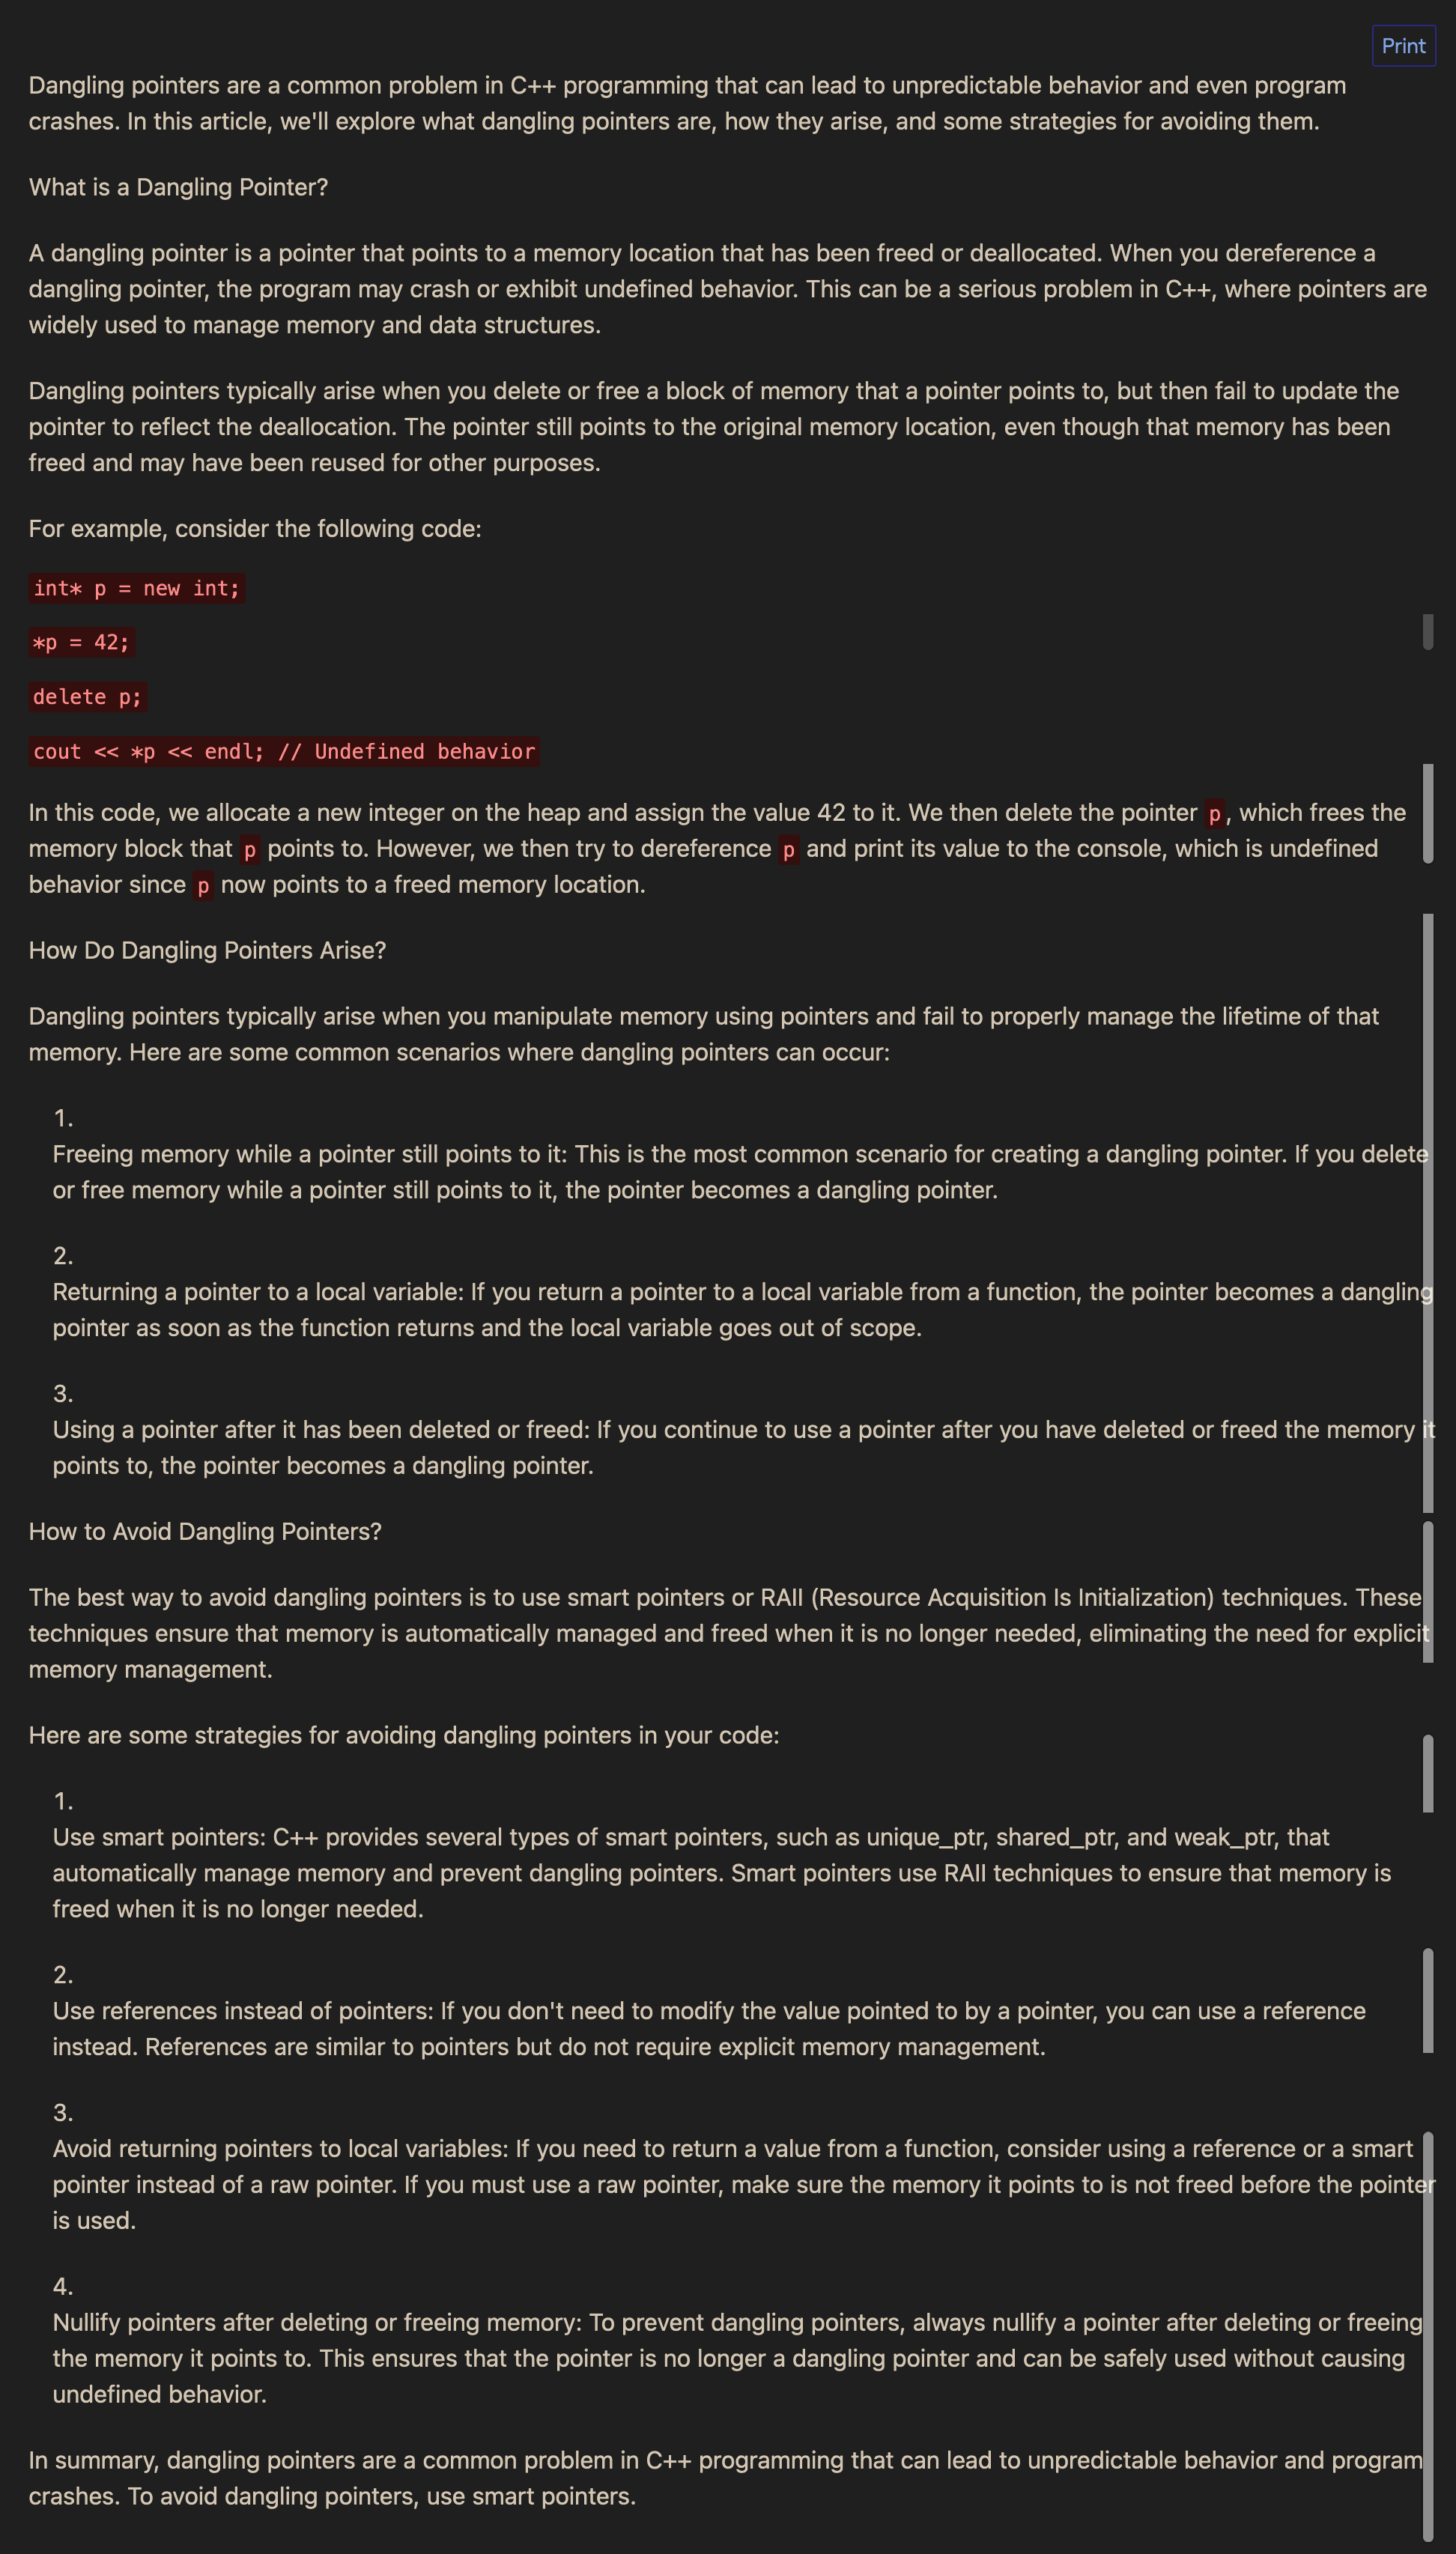 Print
Dangling pointers are a common problem in C++ programming that can lead to unpredictable behavior and even program
crashes. In this article, we'll explore what dangling pointers are, how they arise, and some strategies for avoiding them.
What is a Dangling Pointer?
A dangling pointer is a pointer that points to a memory location that has been freed or deallocated. When you dereference a
dangling pointer, the program may crash or exhibit undefined behavior. This can be a serious problem in C++, where pointers are
widely used to manage memory and data structures.
Dangling pointers typically arise when you delete or free a block of memory that a pointer points to, but then fail to update the
pointer to reflect the deallocation. The pointer still points to the original memory location, even though that memory has been
freed and may have been reused for other purposes.
For example, consider the following code:
int* p = new int;
*p = 42;
delete p;
cout << *p << endl; // Undefined behavior
In this code, we allocate a new integer on the heap and assign the value 42 to it. We then delete the pointer p, which frees the
memory block that p points to. However, we then try to dereference p and print its value to the console, which is undefined
behavior since p now points to a freed memory location.
How Do Dangling Pointers Arise?
Dangling pointers typically arise when you manipulate memory using pointers and fail to properly manage the lifetime of that
memory. Here are some common scenarios where dangling pointers can occur:
1.
Freeing memory while a pointer still points to it: This is the most common scenario for creating a dangling pointer. If you delete
or free memory while a pointer still points to it, the pointer becomes a dangling pointer.
2.
Returning a pointer to a local variable: If you return a pointer to a local variable from a function, the pointer becomes a dangling
pointer as soon as the function returns and the local variable goes out of scope.
3.
Using a pointer after it has been deleted or freed: If you continue to use a pointer after you have deleted or freed the memory it
points to, the pointer becomes a dangling pointer.
How to Avoid Dangling Pointers?
The best way to avoid dangling pointers is to use smart pointers or RAII (Resource Acquisition Is Initialization) techniques. These
techniques ensure that memory is automatically managed and freed when it is no longer needed, eliminating the need for explicit
memory management.
Here are some strategies for avoiding dangling pointers in your code:
1.
Use smart pointers: C++ provides several types of smart pointers, such as unique_ptr, shared_ptr, and weak_ptr, that
automatically manage memory and prevent dangling pointers. Smart pointers use RAII techniques to ensure that memory is
freed when it is no longer needed.
2.
Use references instead of pointers: If you don't need to modify the value pointed to by a pointer, you can use a reference
instead. References are similar to pointers but do not require explicit memory management.
3.
Avoid returning pointers to local variables: If you need to return a value from a function, consider using a reference or a smart
pointer instead of a raw pointer. If you must use a raw pointer, make sure the memory it points to is not freed before the pointer
is used.
4.
Nullify pointers after deleting or freeing memory: To prevent dangling pointers, always nullify a pointer after deleting or freeing
the memory it points to. This ensures that the pointer is no longer a dangling pointer and can be safely used without causing
undefined behavior.
In summary, dangling pointers are a common problem in C++ programming that can lead to unpredictable behavior and program
crashes. To avoid dangling pointers, use smart pointers.